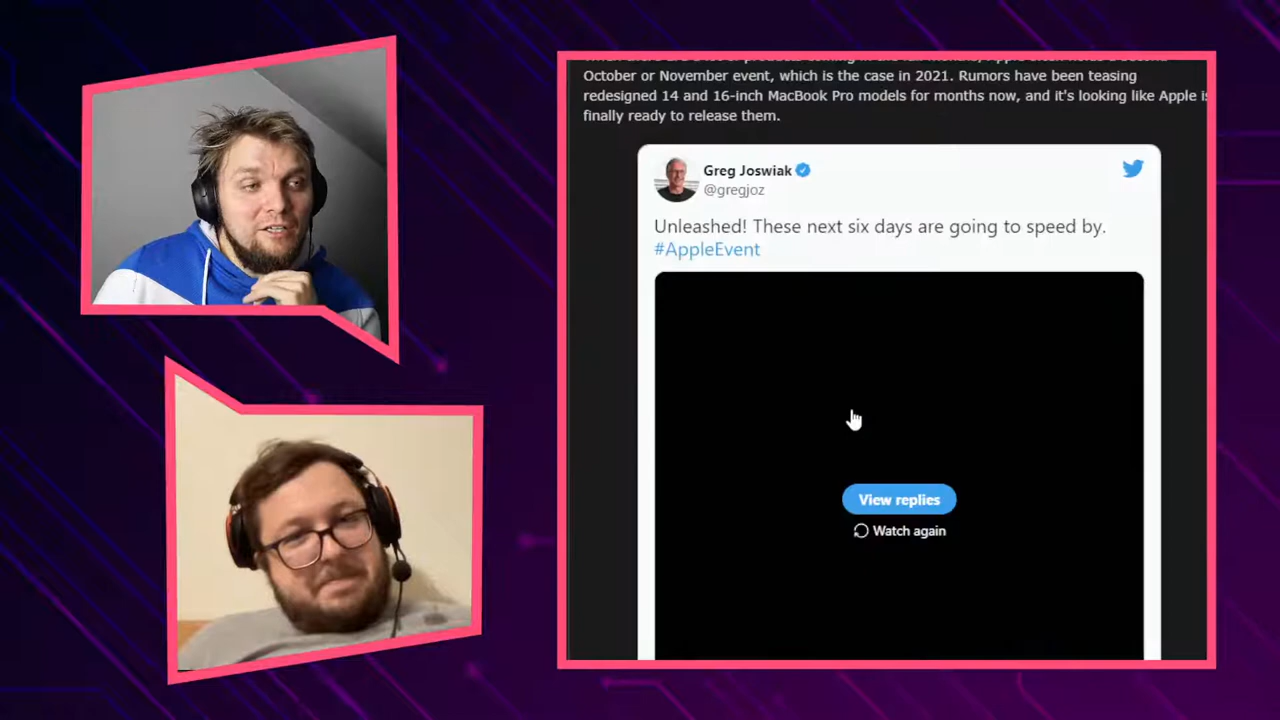 October or November event, which is the case in 2021. Rumors have been teasing
redesigned 14 and 16-inch MacBook Pro models for months now, and it's looking like Apple is
finally ready to release them.
Greg Joswiak
@gregjoz
Unleashed! These next six days are going to speed by.
#AppleEvent
View replies
Watch again